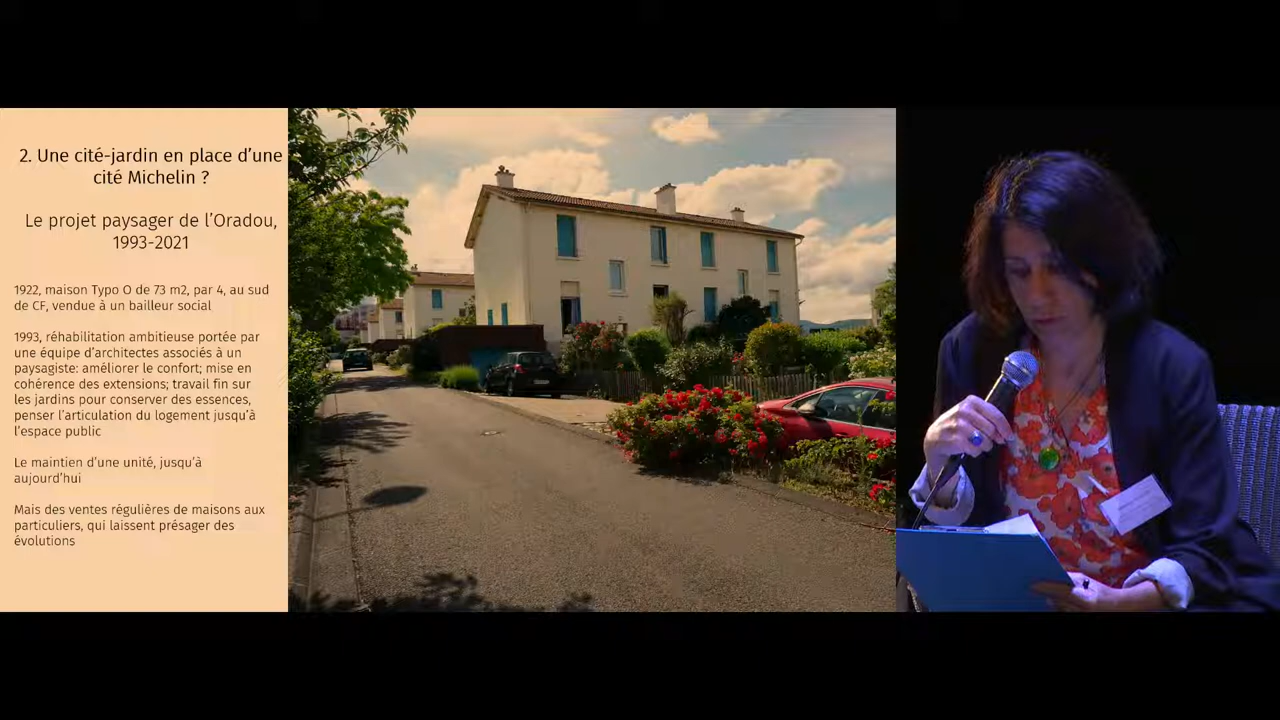 2. Une cité-jardin en place d'une
cité Michelin ?
Le projet paysager de l'Oradou,
1993-2021
1922, maison Typo O de 73 m2, par 4, au sud
de CF, vendue à un bailleur social
1993, réhabilitation ambitieuse portée par
une équipe d'architectes associés à un
paysagiste: améliorer le confort; mise en
cohérence des extensions; travail fin sur
les jardins pour conserver des essences,
penser l'articulation du logement jusqu'à
l'espace public
Le maintien d'une unité, jusqu'à
aujourd'hui
Mais des ventes régulières de maisons aux
particuliers, qui laissent présager des
évolutions